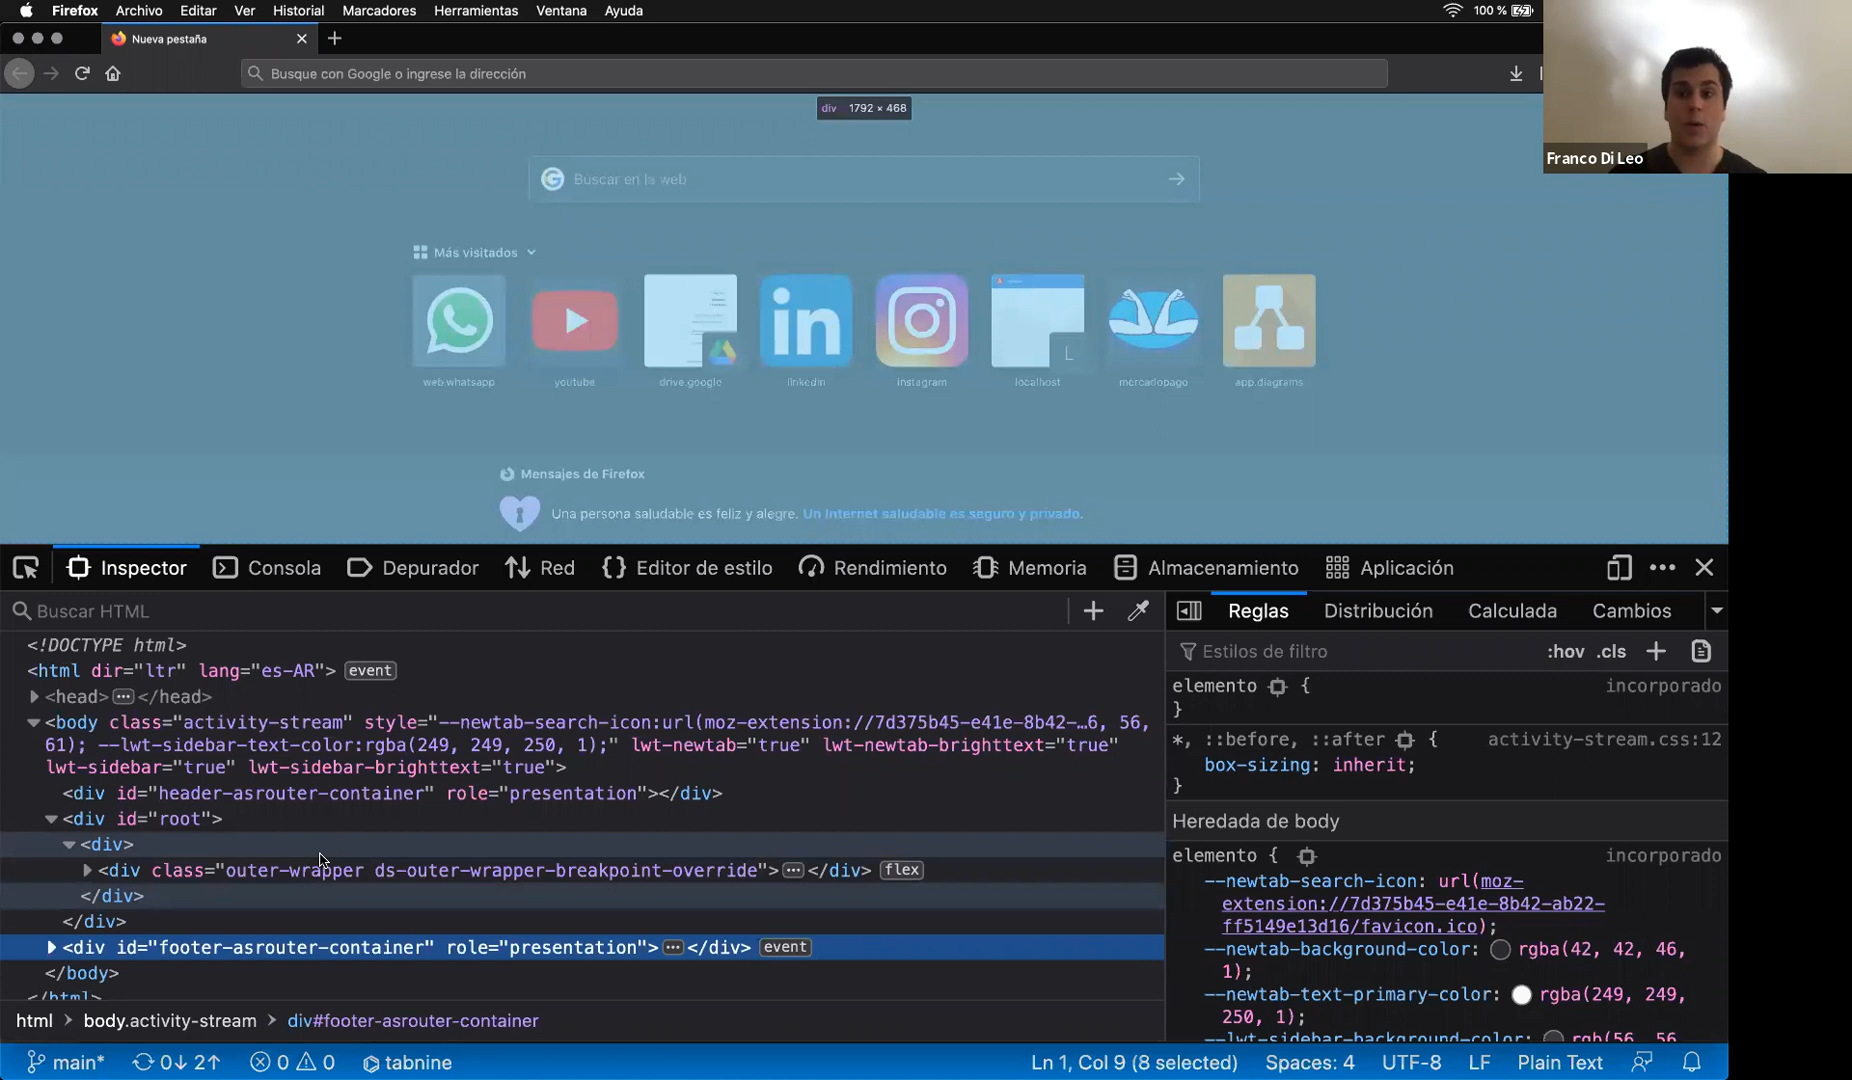 Firefox Archivo Editar Ver Historial Marcadores Herramientas Ventana Ayuda 100 %
Nueva pestaña
Busque con Google o ingrese la dirección
div 1792 × 468
Franco Di Leo
Buscar en la web
Más visitados
L
web.whatsapp youtube drive.google linkedin instagram localhost mercadopago app.diagrams
Mensajes de Firefox
Una persona saludable es feliz y alegre. Un Internet saludable es seguro y privado.
Inspector Consola Depurador Red Editor de estilo Rendimiento Memoria Almacenamiento Aplicación
Buscar HTML
Reglas Distribución Calculada Cambios
<!DOCTYPE html>
<html dir="ltr" lang="es-AR"> event
<head> ··· </head>
<body class="activity-stream" style="--newtab-search-icon:url(moz-extension://7d375b45-e41e-8b42-…6, 56,
61); --lwt-sidebar-text-color:rgba(249, 249, 250, 1);" lwt-newtab="true" lwt-newtab-brighttext="true"
lwt-sidebar="true" lwt-sidebar-brighttext="true">
<div id="header-asrouter-container" role="presentation"></div>
<div id="root">
<div>
<div class="outer-wrapper ds-outer-wrapper-breakpoint-override"> ··· </div> flex
</div>
</div>
<div id="footer-asrouter-container" role="presentation"> ··· </div> event
</body>
</html>
html > body.activity-stream > div#footer-asrouter-container
Estilos de filtro :hov .cls +
elemento { incorporado
}
*, ::before, ::after { activity-stream.css:12
box-sizing: inherit;
}
Heredada de body
elemento { incorporado
--newtab-search-icon: url(moz-
extension://7d375b45-e41e-8b42-ab22-
ff5149e13d16/favicon.ico);
--newtab-background-color: rgba(42, 42, 46,
1);
--newtab-text-primary-color: rgba(249, 249,
250, 1);
--lwt-sidebar-background-color: rgb(56, 56,
main* 0↓ 2↑ 0 0 tabnine Ln 1, Col 9 (8 selected) Spaces: 4 UTF-8 LF Plain Text